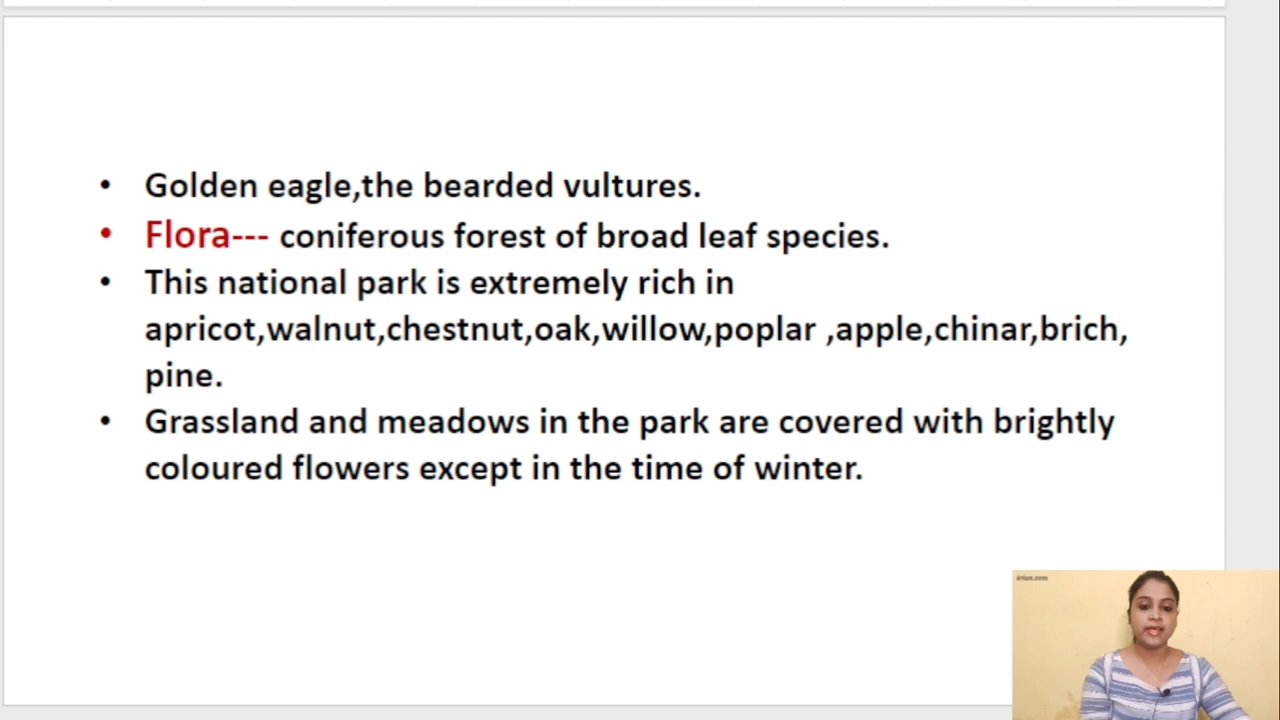 • Golden eagle,the bearded vultures.
• Flora--- coniferous forest of broad leaf species.
• This national park is extremely rich in
apricot,walnut,chestnut,oak,willow,poplar ,apple,chinar,brich,
pine.
• Grassland and meadows in the park are covered with brightly
coloured flowers except in the time of winter.
iriun.com